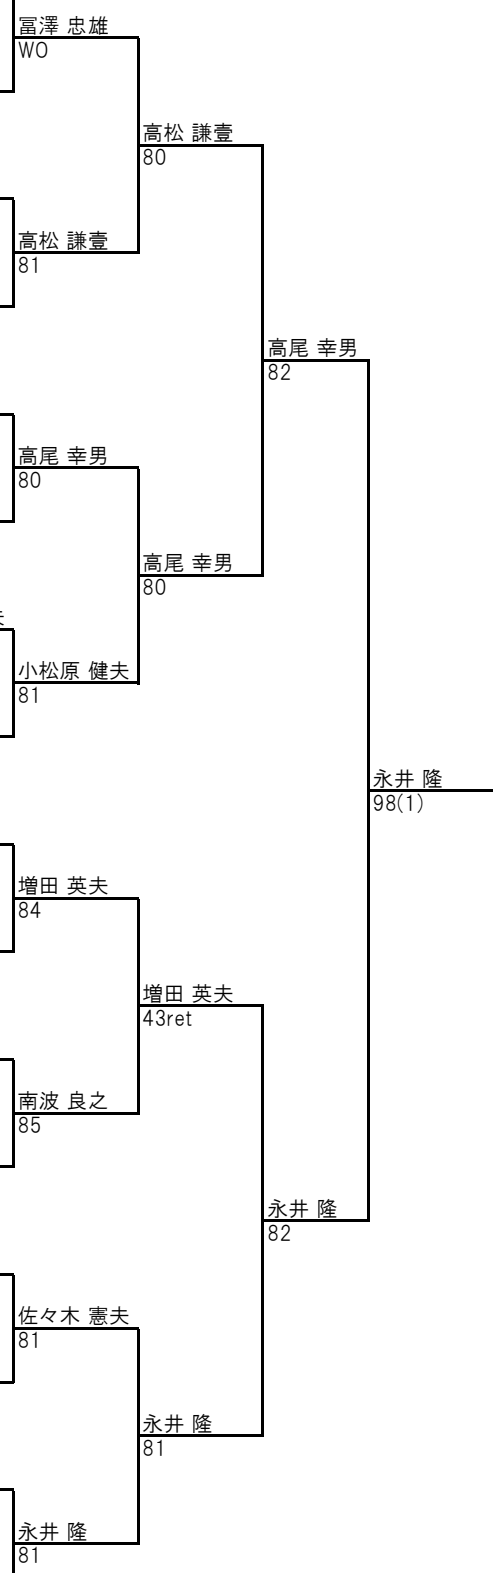 冨澤 忠雄
WO
高松 謙壹
80
高松 謙壹
81
高尾 幸男
82
高尾 幸男
80
高尾 幸男
80
小松原 健夫
81
永井 隆
98(1)
増田 英夫
84
増田 英夫
43ret
南波 良之
85
永井 隆
82
佐々木 憲夫
81
永井 隆
81
永井 隆
81